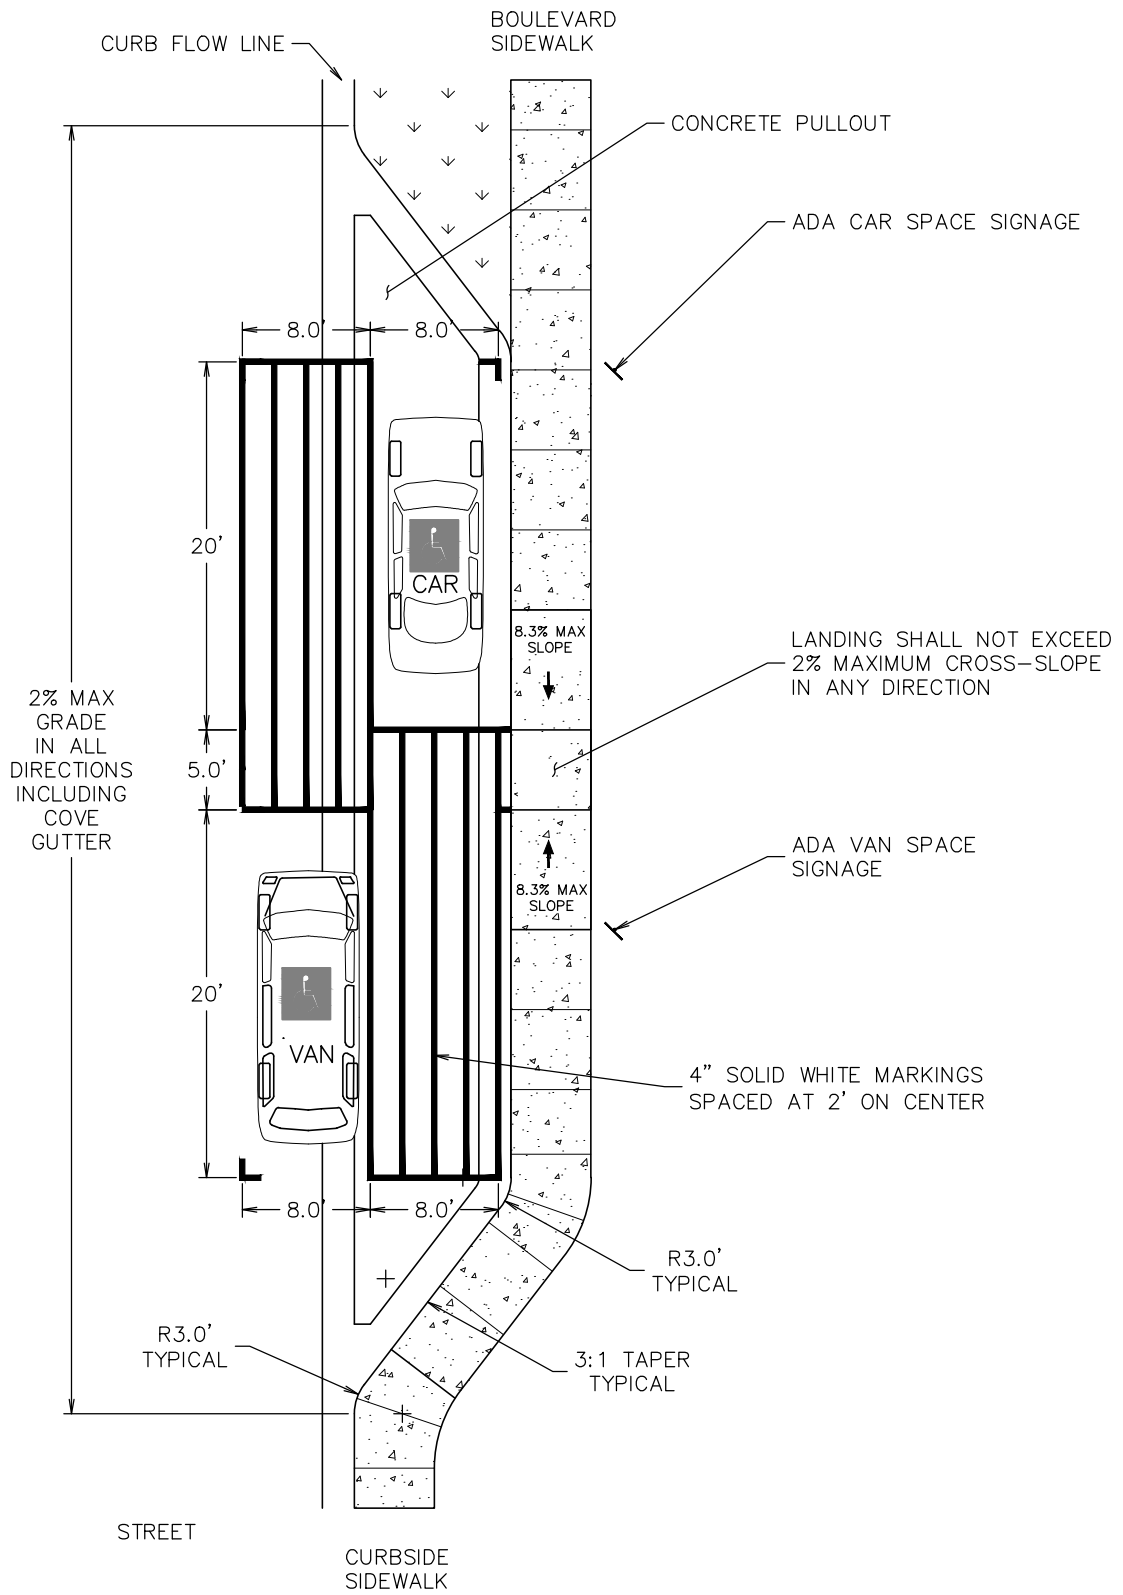 BOULEVARD
SIDEWALK
CURB FLOW LINE
CONCRETE PULLOUT
ADA CAR SPACE SIGNAGE
8.0'
8.0'
20'
CAR
8.3% MAX
SLOPE
LANDING SHALL NOT EXCEED
2% MAXIMUM CROSS-SLOPE
IN ANY DIRECTION
2% MAX
GRADE
IN ALL
DIRECTIONS
INCLUDING
COVE
GUTTER
5.0'
ADA VAN SPACE
SIGNAGE
8.3% MAX
SLOPE
20'
VAN
4" SOLID WHITE MARKINGS
SPACED AT 2' ON CENTER
8.0'
8.0'
R3.0'
TYPICAL
R3.0'
TYPICAL
3:1 TAPER
TYPICAL
STREET
CURBSIDE
SIDEWALK